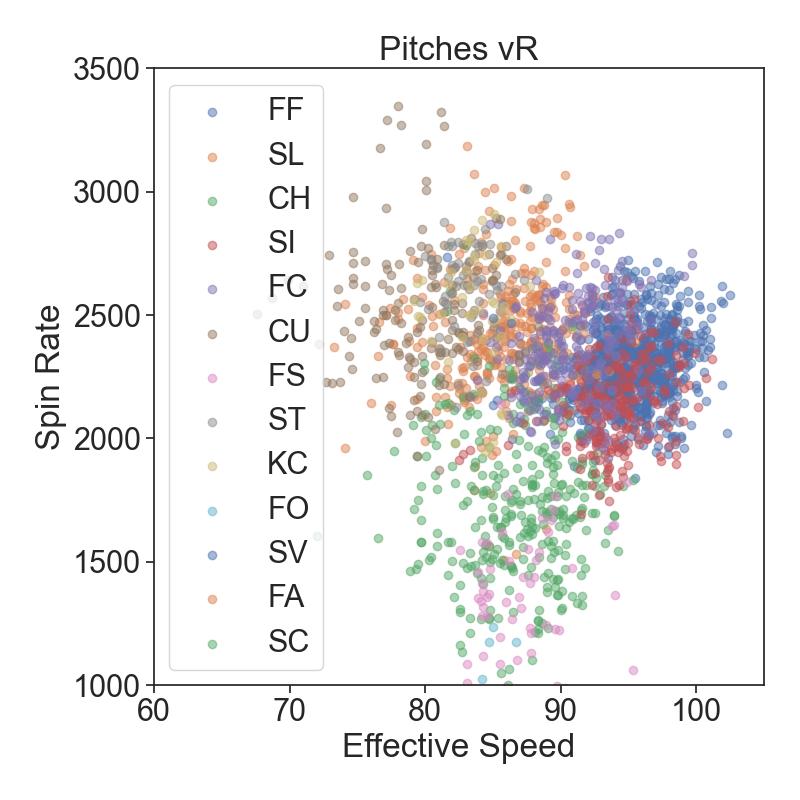 Pitches vR
3500
3000
2500
2000
1500
1000
Spin Rate
FF
SL
CH
SI
FC
CU
FS
ST
KC
FO
SV
FA
SC
60 70 80 90 100
Effective Speed